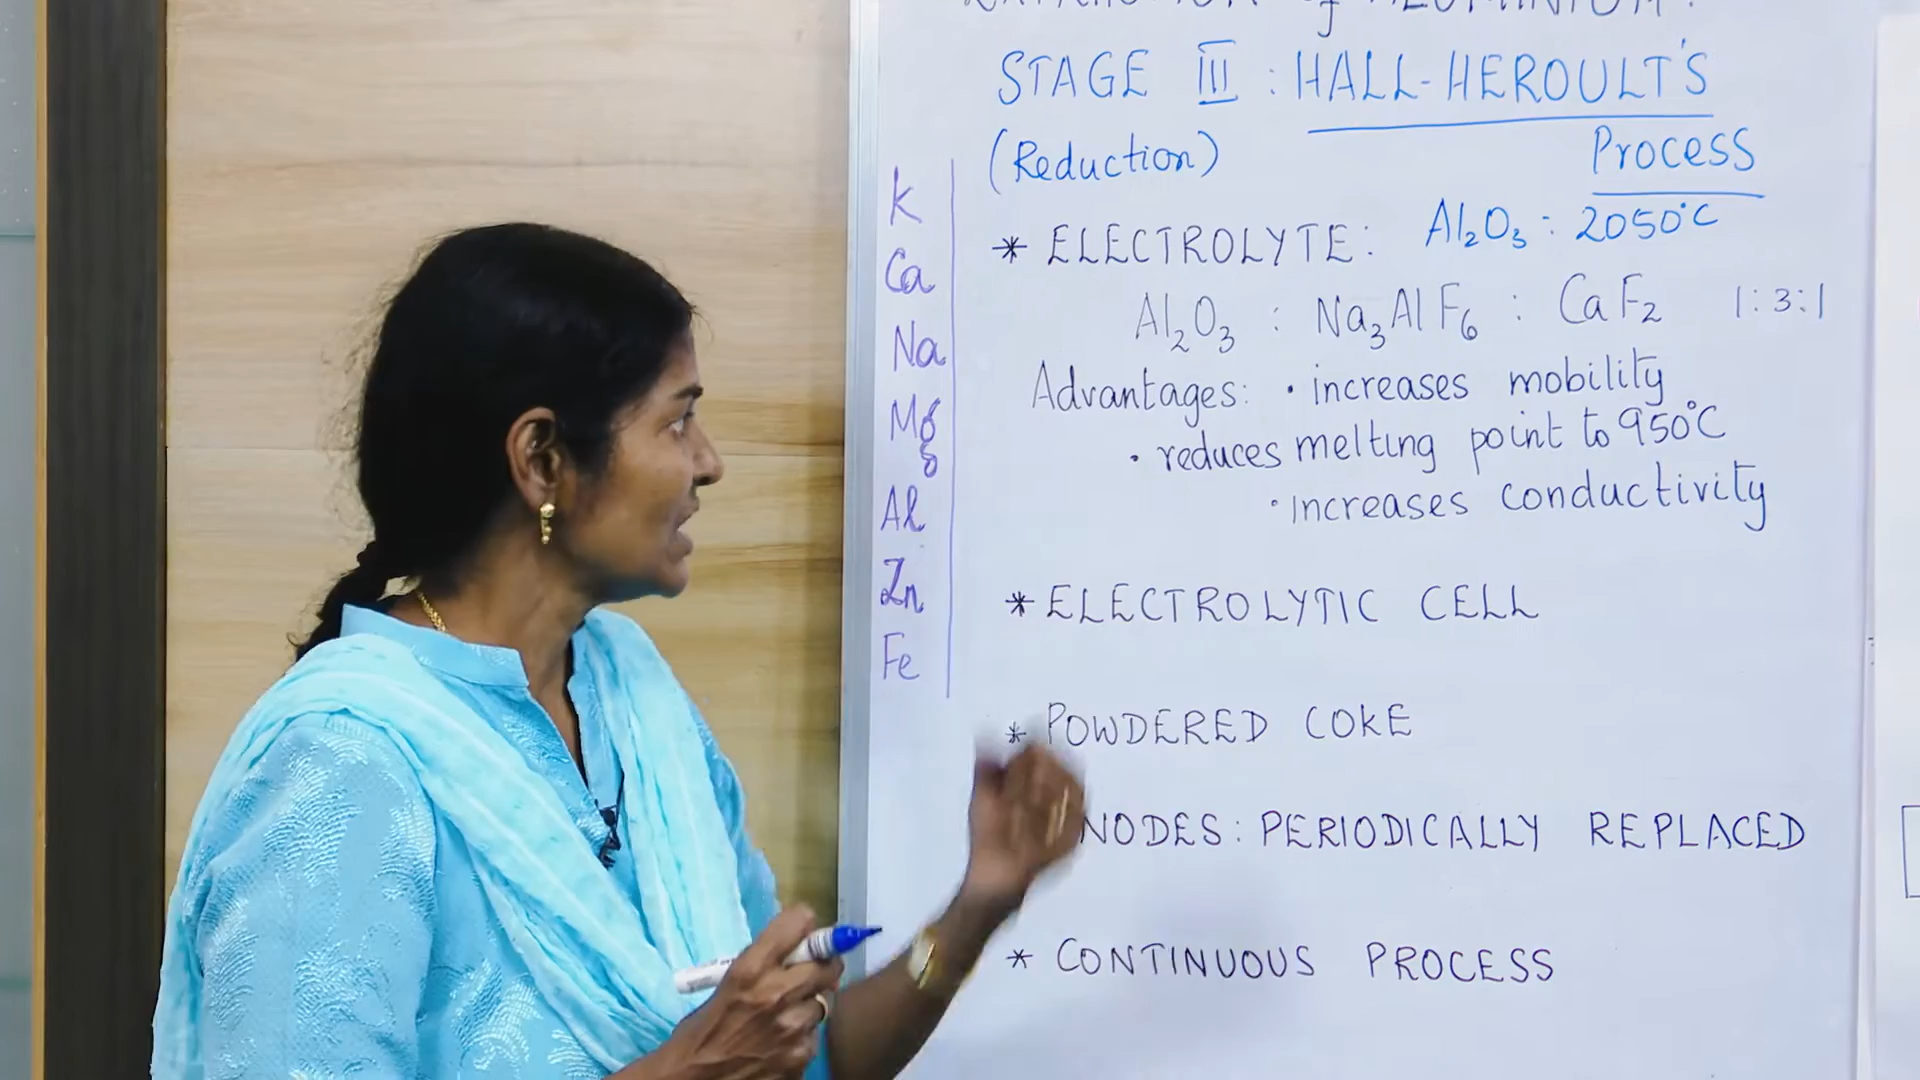 of ALUMINIUM:
STAGE III : HALL-HEROULT'S
(Reduction)
Process
* ELECTROLYTE: Al₂O₃ : 2050°C
Al₂O₃ : Na₃AlF₆ : CaF₂ 1:3:1
Advantages: • increases mobility
• reduces melting point to 950°C
• increases conductivity
* ELECTROLYTIC CELL
* POWDERED COKE
NODES: PERIODICALLY REPLACED
* CONTINUOUS PROCESS
K
Ca
Na
Mg
Al
Zn
Fe